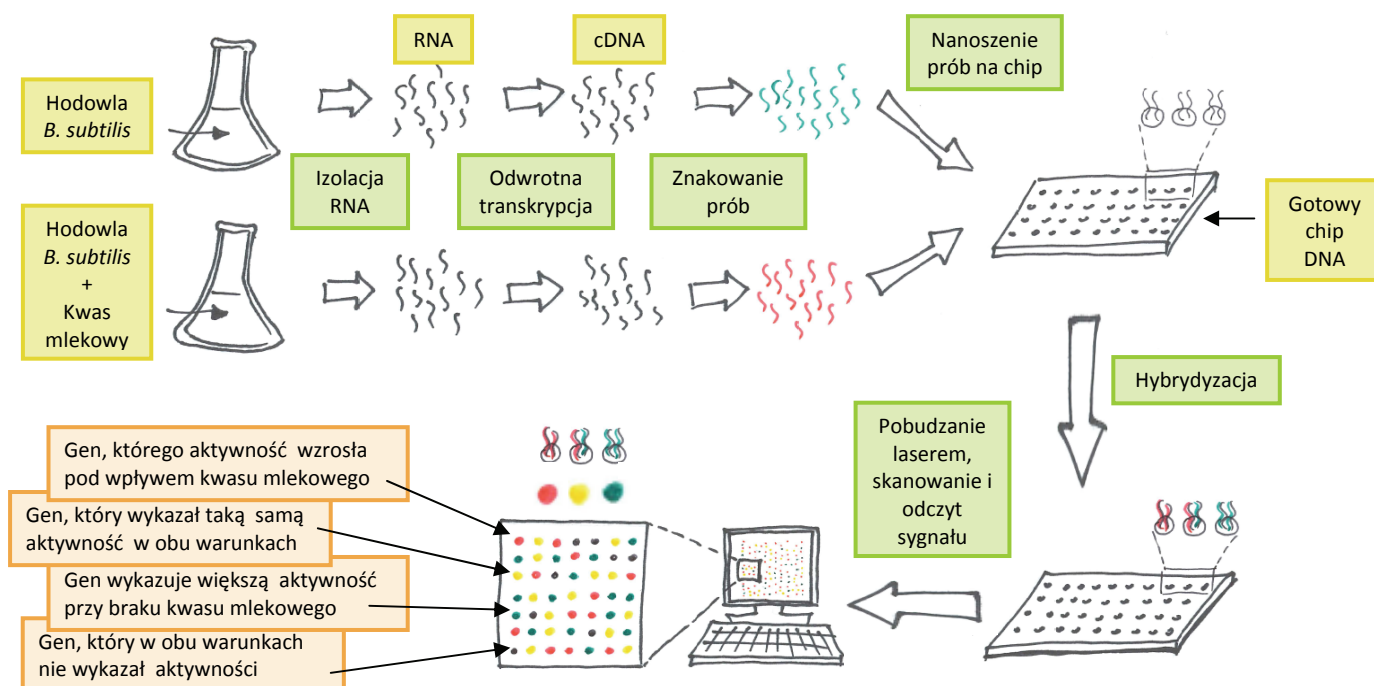 RNA
cDNA
Nanoszenie
prób na chip
Hodowla
B. subtilis
Izolacja
RNA
Odwrotna
transkrypcja
Znakowanie
prób
Gotowy
chip
DNA
Hodowla
B. subtilis
+
Kwas
mlekowy
Hybrydyzacja
Pobudzanie
laserem,
skanowanie i
odczyt
sygnału
Gen, którego aktywność wzrosła
pod wpływem kwasu mlekowego
Gen, który wykazał taką samą
aktywność w obu warunkach
Gen wykazuje większą aktywność
przy braku kwasu mlekowego
Gen, który w obu warunkach
nie wykazał aktywności